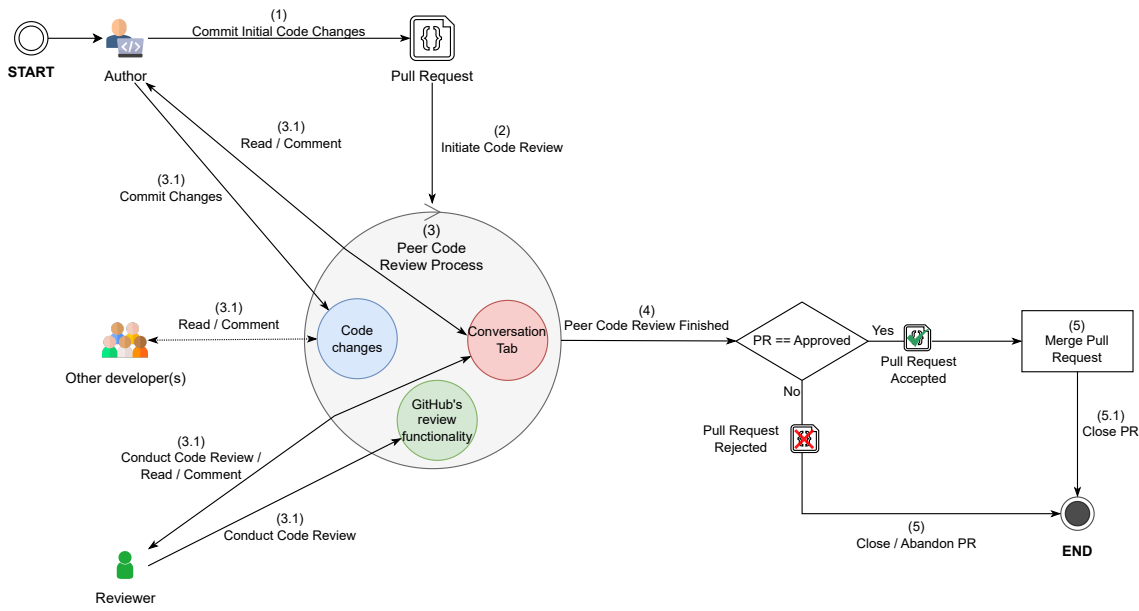 (1)
Commit Initial Code Changes
START
Author
Pull Request
(3.1)
Read / Comment
(2)
Initiate Code Review
(3.1)
Commit Changes
(3)
Peer Code
Review Process
(3.1)
Read / Comment
Other developer(s)
Code
changes
Conversation
Tab
GitHub's
review
functionality
(4)
Peer Code Review Finished
PR == Approved
Yes
Pull Request
Accepted
(5)
Merge Pull
Request
No
Pull Request
Rejected
(5.1)
Close PR
(3.1)
Conduct Code Review /
Read / Comment
(3.1)
Conduct Code Review
(5)
Close / Abandon PR
END
Reviewer